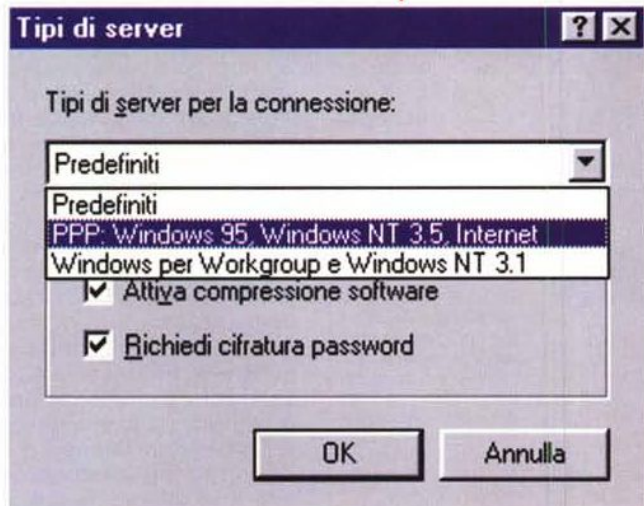 Tipi di server
Tipi di server per la connessione:
Predefiniti
Predefiniti
PPP: Windows 95, Windows NT 3.5, Internet
Windows per Workgroup e Windows NT 3.1
Attiva compressione software
Richiedi cifratura password
OK
Annulla